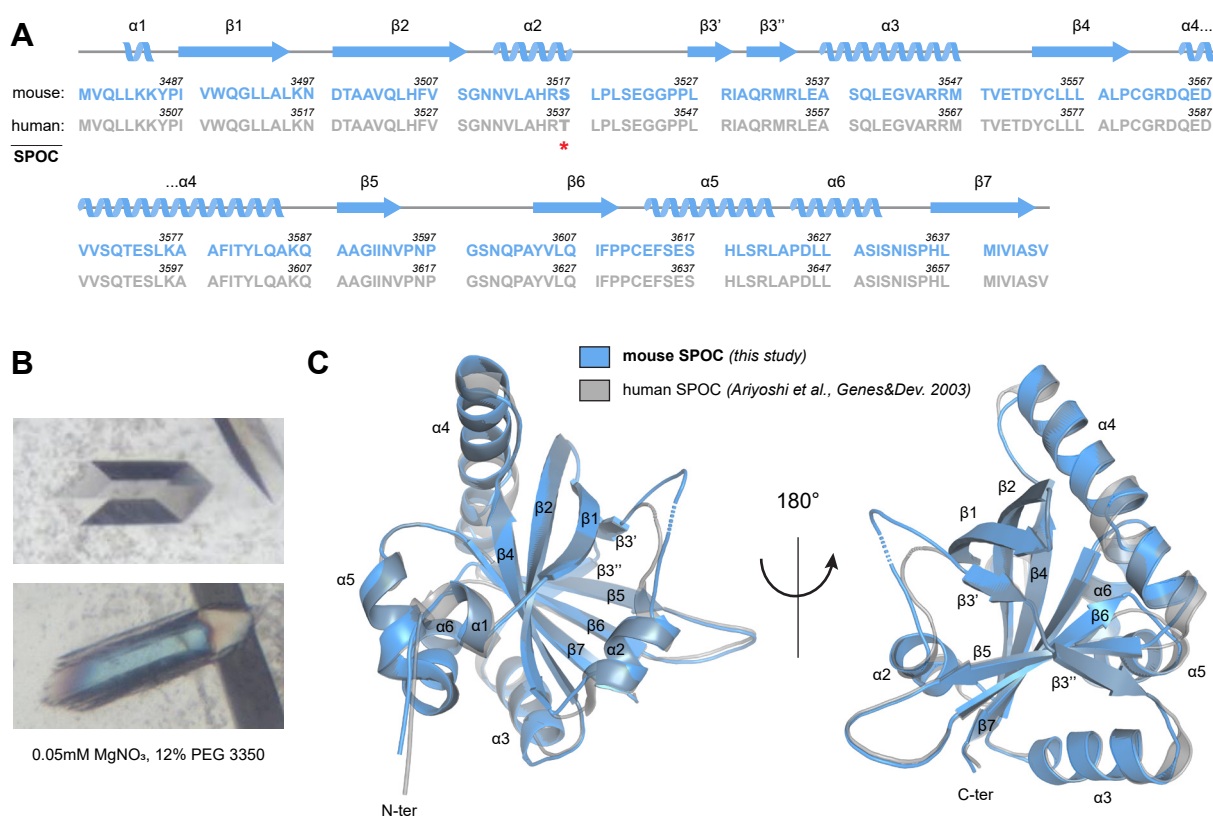 A
α1 β1 β2 α2 β3’ β3’’ α3 β4 α4...
3487 3497 3507 3517 3527 3537 3547 3557 3567
mouse: MVQLLKKYPI VWQGLLALKN DTAAVQLHFV SGNNVLAHRS LPLSEGGPPL RIAQRMRLEA SQLEGVARRM TVETDYCLLL ALPCGRDQED
3507 3517 3527 3537 3547 3557 3567 3577 3587
human: MVQLLKKYPI VWQGLLALKN DTAAVQLHFV SGNNVLAHRT LPLSEGGPPL RIAQRMRLEA SQLEGVARRM TVETDYCLLL ALPCGRDQED
SPOC *
...α4 β5 β6 α5 α6 β7
3577 3587 3597 3607 3617 3627 3637
VVSQTESLKA AFITYLQAKQ AAGIINVPNP GSNQPAYVLQ IFPPCEFSES HLSRLAPDLL ASISNISPHL MIVIASV
3597 3607 3617 3627 3637 3647 3657
VVSQTESLKA AFITYLQAKQ AAGIINVPNP GSNQPAYVLQ IFPPCEFSES HLSRLAPDLL ASISNISPHL MIVIASV
B
0.05mM MgNO₃, 12% PEG 3350
C
mouse SPOC (this study)
human SPOC (Ariyoshi et al., Genes&Dev. 2003)
α4
β2
β1
β3’
β4
β3’’
α5
β5
α6
α1
β6
β7
α2
α3
N-ter
180°
α4
β2
β1
β4
β3’
α6
β6
β5
α2
β3’’
α5
β7
C-ter
α3